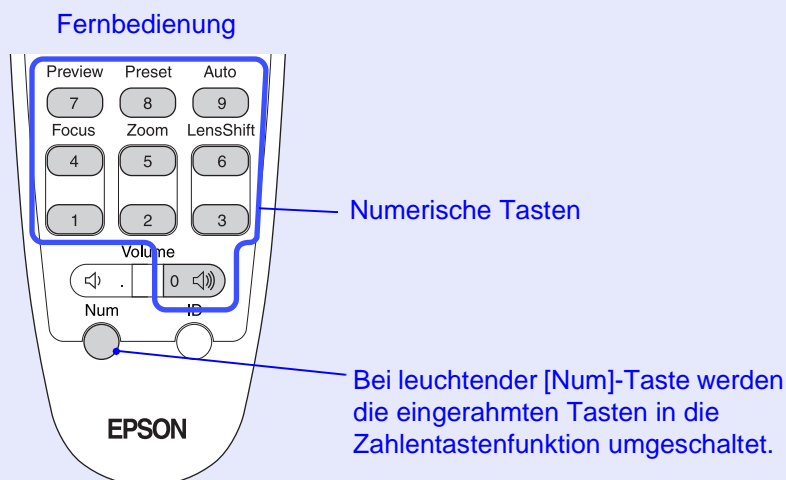 Fernbedienung
Preview Preset Auto
7 8 9
Focus Zoom LensShift
4 5 6
1 2 3
Numerische Tasten
Volume
. 0
Num ID
Bei leuchtender [Num]-Taste werden
die eingerahmten Tasten in die
Zahlentastenfunktion umgeschaltet.
EPSON